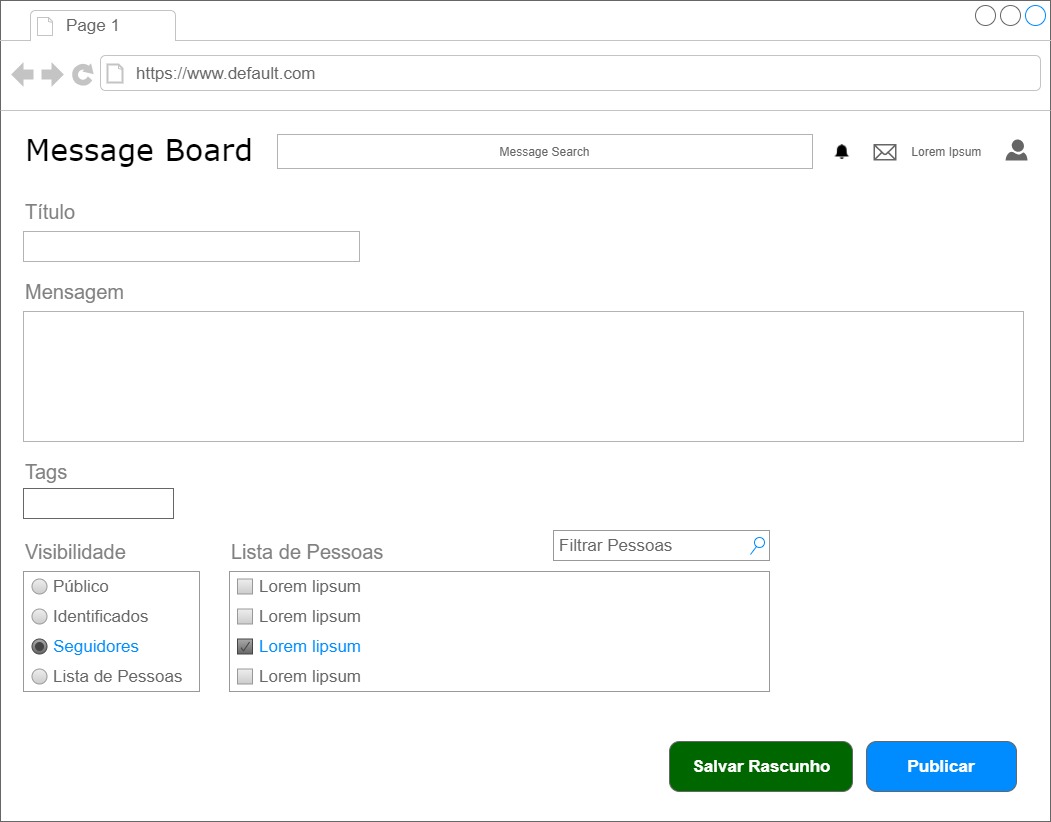 Page 1
https://www.default.com
Message Board
Message Search
Lorem Ipsum
Título
Mensagem
Tags
Visibilidade
Lista de Pessoas
Filtrar Pessoas
Público
Identificados
Seguidores
Lista de Pessoas
Lorem lipsum
Lorem lipsum
Lorem lipsum
Lorem lipsum
Salvar Rascunho
Publicar